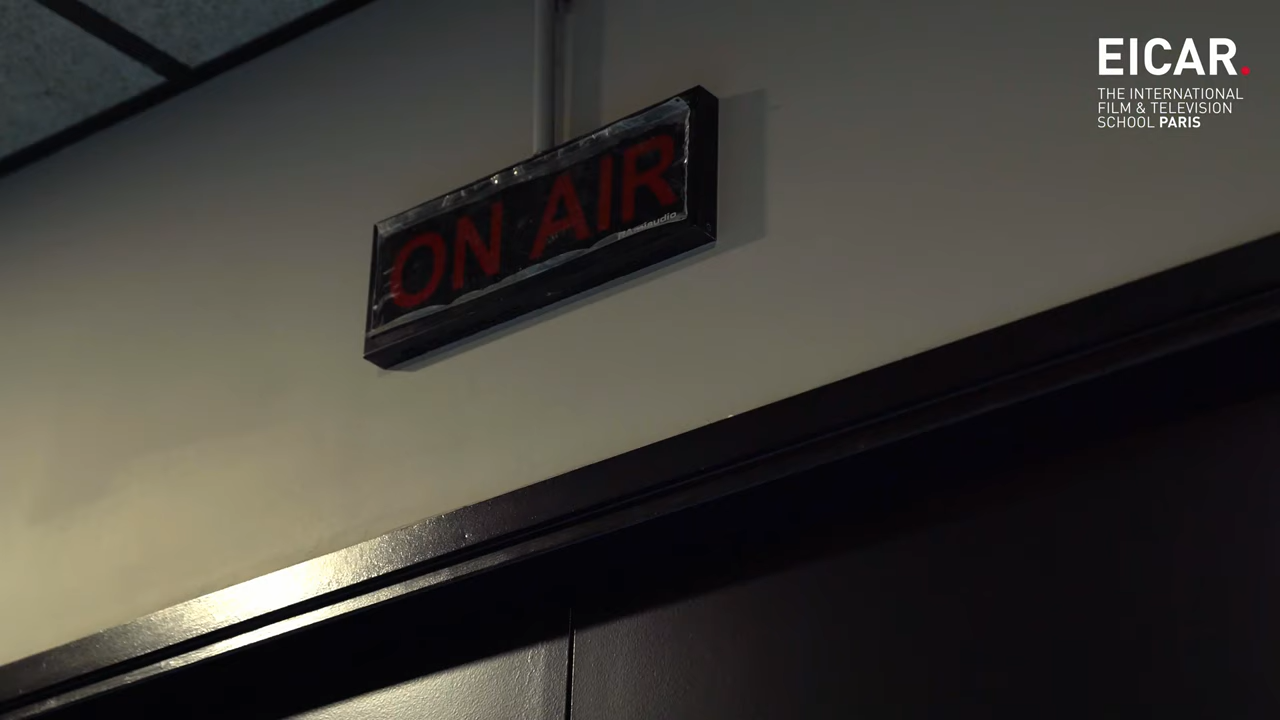 EICAR.
THE INTERNATIONAL
FILM & TELEVISION
SCHOOL PARIS
ON AIR